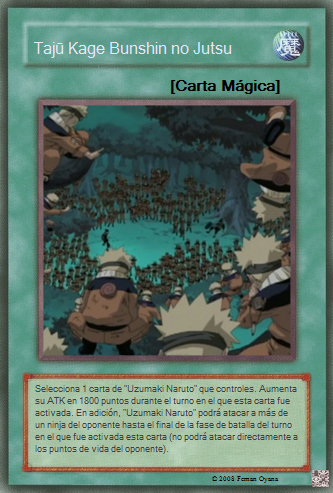 Tajū Kage Bunshin no Jutsu
魔
[Carta Mágica]
Selecciona 1 carta de "Uzumaki Naruto" que controles. Aumenta
su ATK en 1800 puntos durante el turno en el que esta carta fue
activada. En adición, "Uzumaki Naruto" podrá atacar a más de
un ninja del oponente hasta el final de la fase de batalla del turno
en el que fue activada esta carta (no podrá atacar directamente a
los puntos de vida del oponente).
© 2008 Ferran Oyana